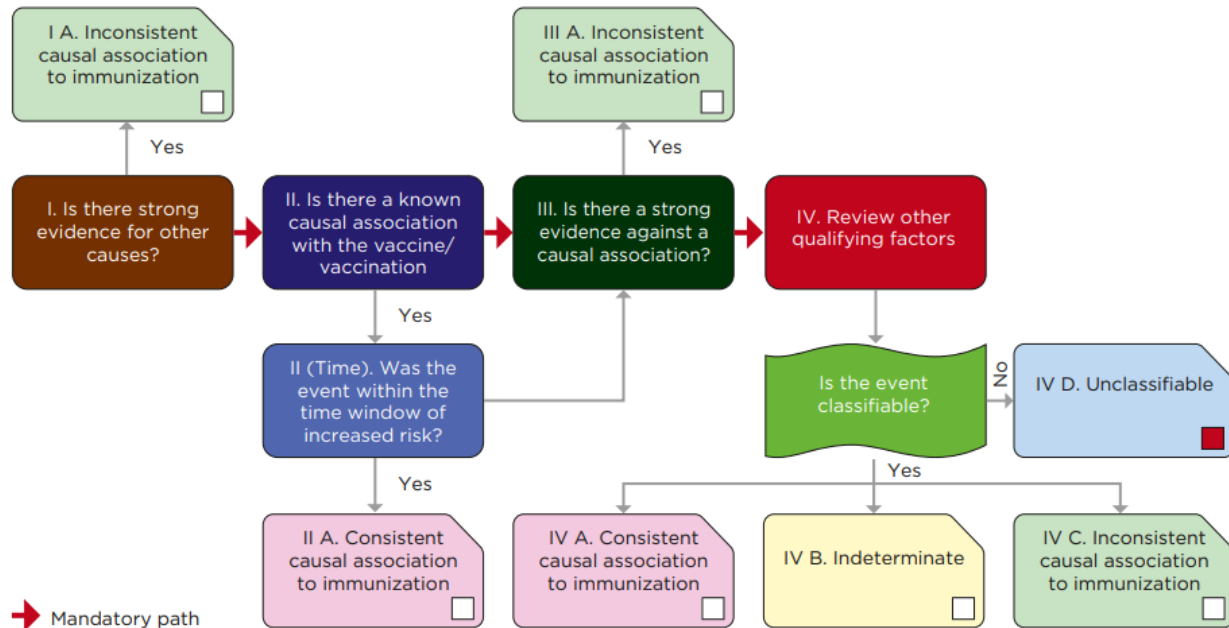 I A. Inconsistent
causal association
to immunization
III A. Inconsistent
causal association
to immunization
Yes
Yes
I. Is there strong
evidence for other
causes?
II. Is there a known
causal association
with the vaccine/
vaccination
III. Is there a strong
evidence against a
causal association?
IV. Review other
qualifying factors
Yes
II (Time). Was the
event within the
time window of
increased risk?
Is the event
classifiable?
No
IV D. Unclassifiable
Yes
Yes
II A. Consistent
causal association
to immunization
IV A. Consistent
causal association
to immunization
IV B. Indeterminate
IV C. Inconsistent
causal association
to immunization
Mandatory path